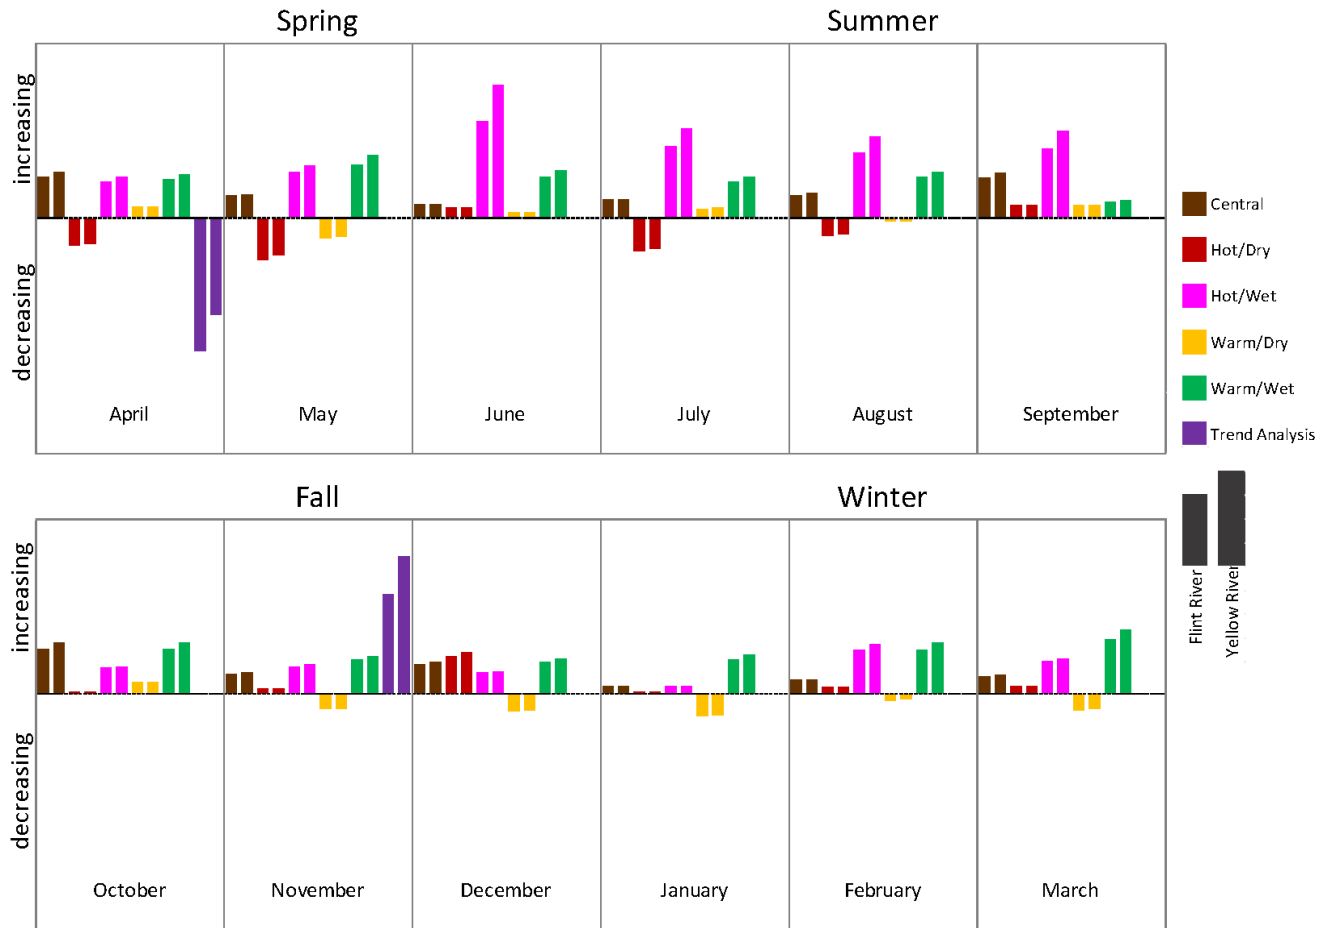 Spring
Summer
increasing
decreasing
April
May
June
July
August
September
Central
Hot/Dry
Hot/Wet
Warm/Dry
Warm/Wet
Trend Analysis
Flint River
Yellow River
Fall
Winter
increasing
decreasing
October
November
December
January
February
March